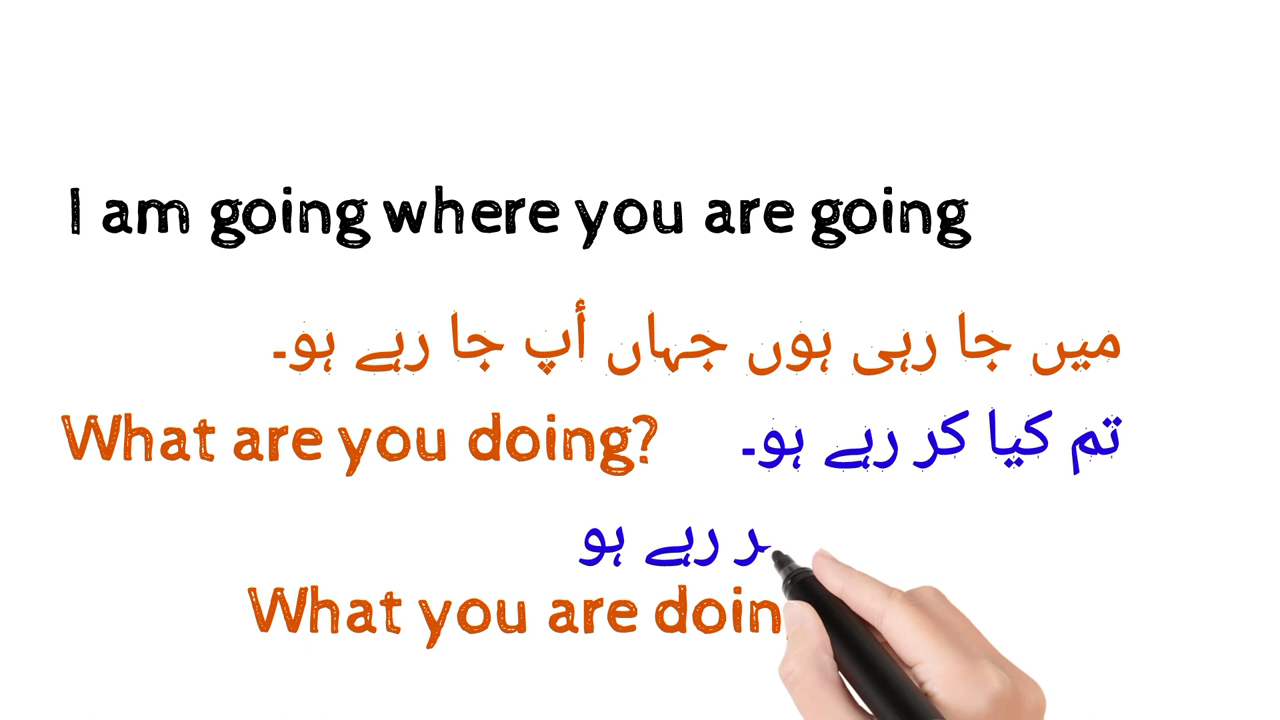 I am going where you are going
میں جا رہی ہوں جہاں أپ جا رہے ہو۔
What are you doing?
تم کیا کر رہے ہو۔
رہے ہو
What you are